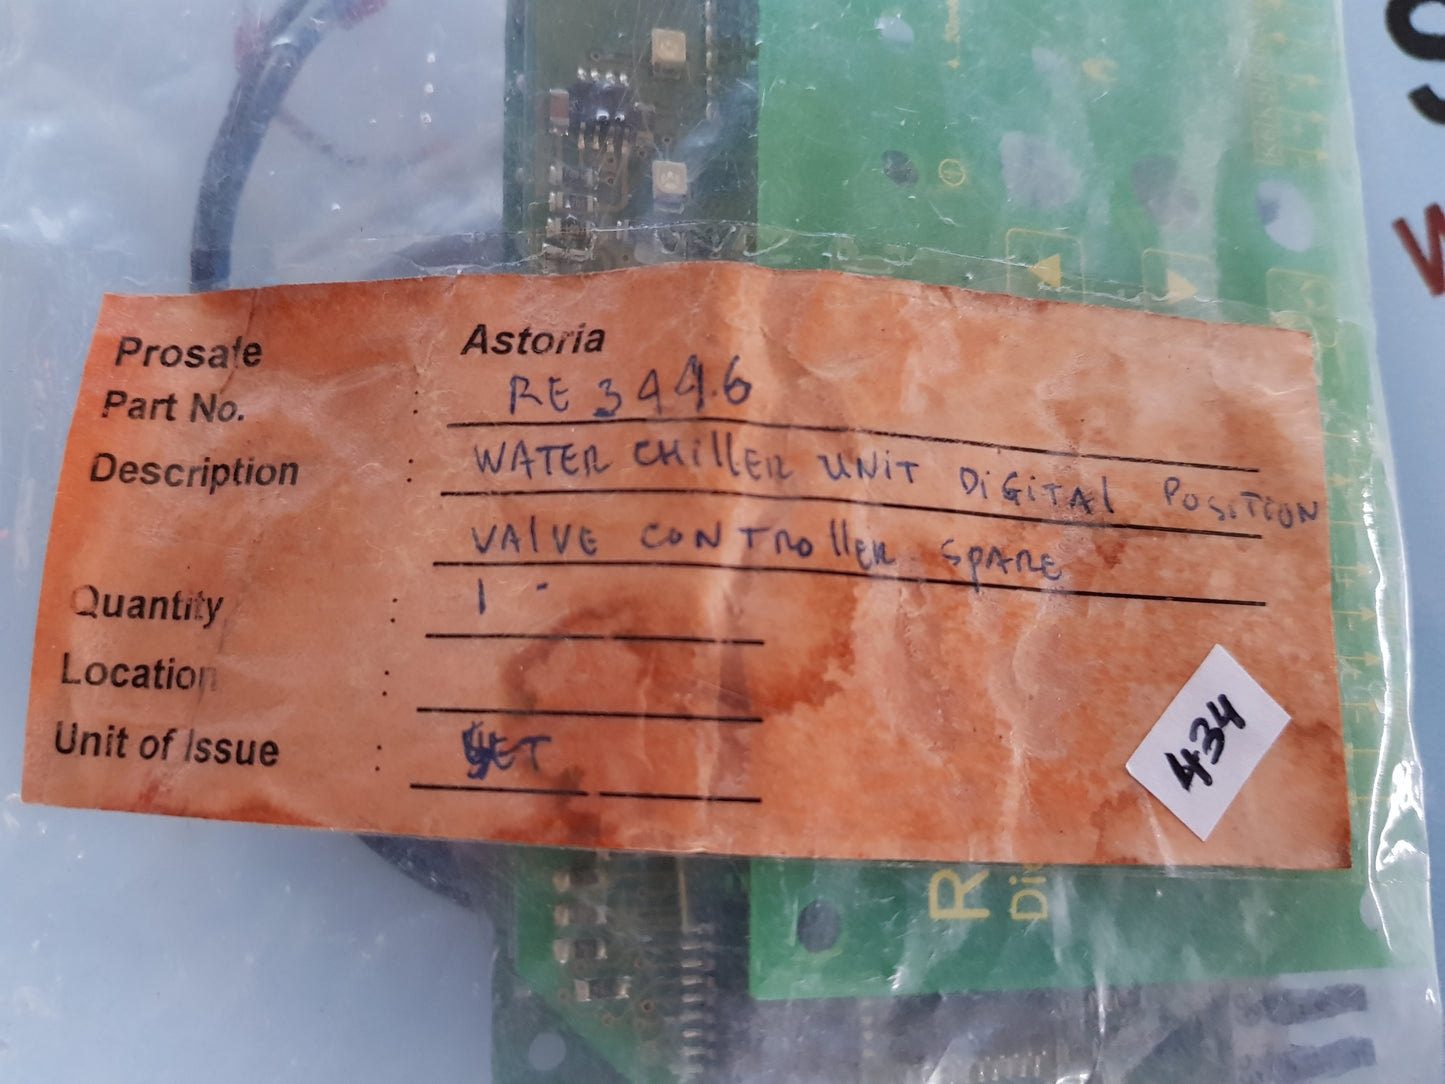 Prosafe Astoria
Part No. : RE 344.6
Description : WATER CHillER UNiT DiGiTAl POSiTION
VAlVE CONTROllER SPARE
Quantity : 1 -
Location :
Unit of Issue : SET
434
R